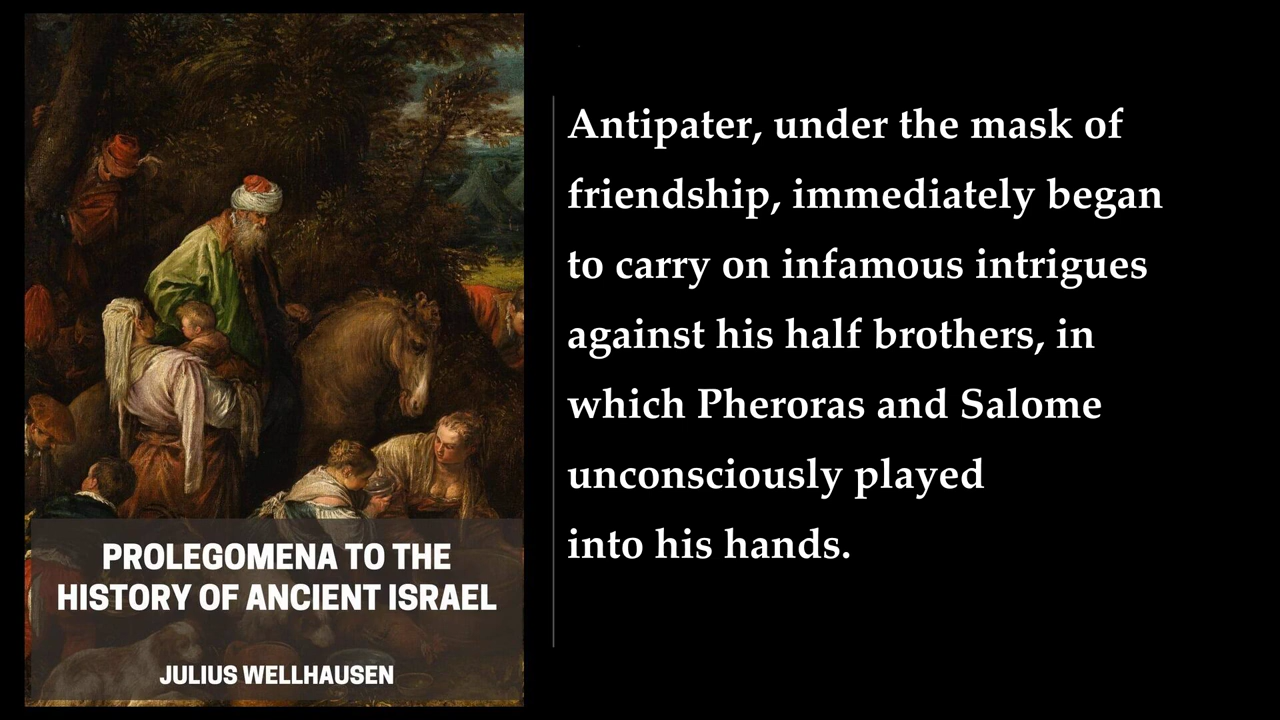 Antipater, under the mask of
friendship, immediately began
to carry on infamous intrigues
against his half brothers, in
which Pheroras and Salome
unconsciously played
into his hands.
PROLEGOMENA TO THE
HISTORY OF ANCIENT ISRAEL
JULIUS WELLHAUSEN